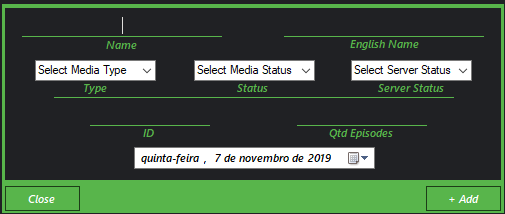 Name English Name
Select Media Type Select Media Status Select Server Status
Type Status Server Status
ID Qtd Episodes
quinta-feira , 7 de novembro de 2019
Close + Add